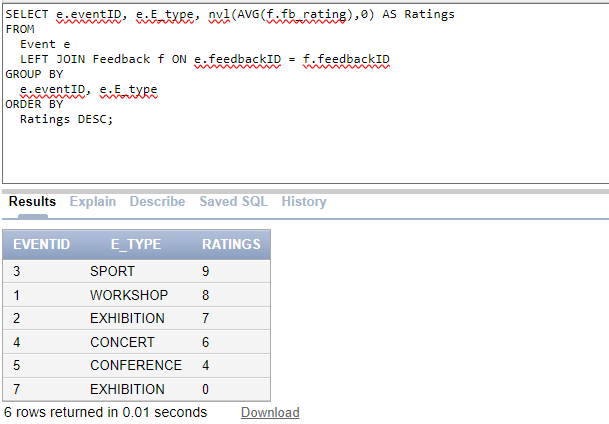 SELECT e.eventID, e.E_type, nvl(AVG(f.fb_rating),0) AS Ratings
FROM
Event e
LEFT JOIN Feedback f ON e.feedbackID = f.feedbackID
GROUP BY
e.eventID, e.E_type
ORDER BY
Ratings DESC;
Results Explain Describe Saved SQL History
EVENTID E_TYPE RATINGS
3 SPORT 9
1 WORKSHOP 8
2 EXHIBITION 7
4 CONCERT 6
5 CONFERENCE 4
7 EXHIBITION 0
6 rows returned in 0.01 seconds Download